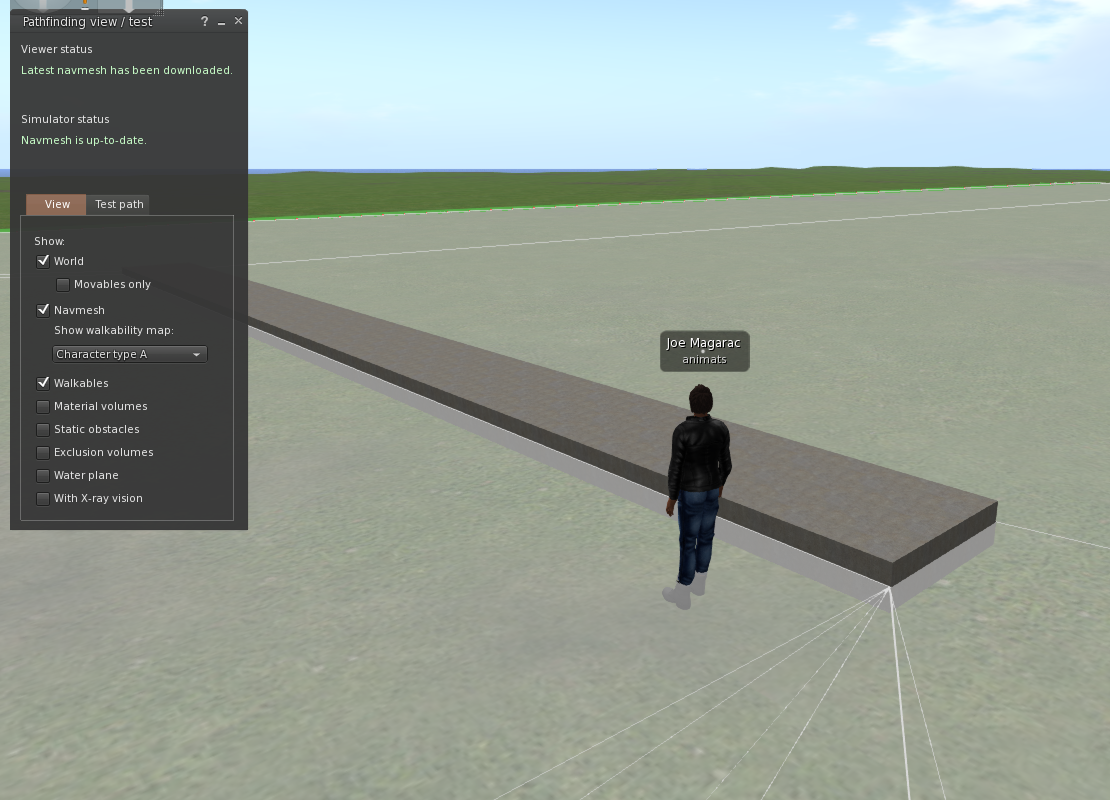 Pathfinding view / test
Viewer status
Latest navmesh has been downloaded.
Simulator status
Navmesh is up-to-date.
View Test path
Show:
World
Movables only
Navmesh
Show walkability map:
Character type A
Walkables
Material volumes
Static obstacles
Exclusion volumes
Water plane
With X-ray vision
Joe Magarac
animats